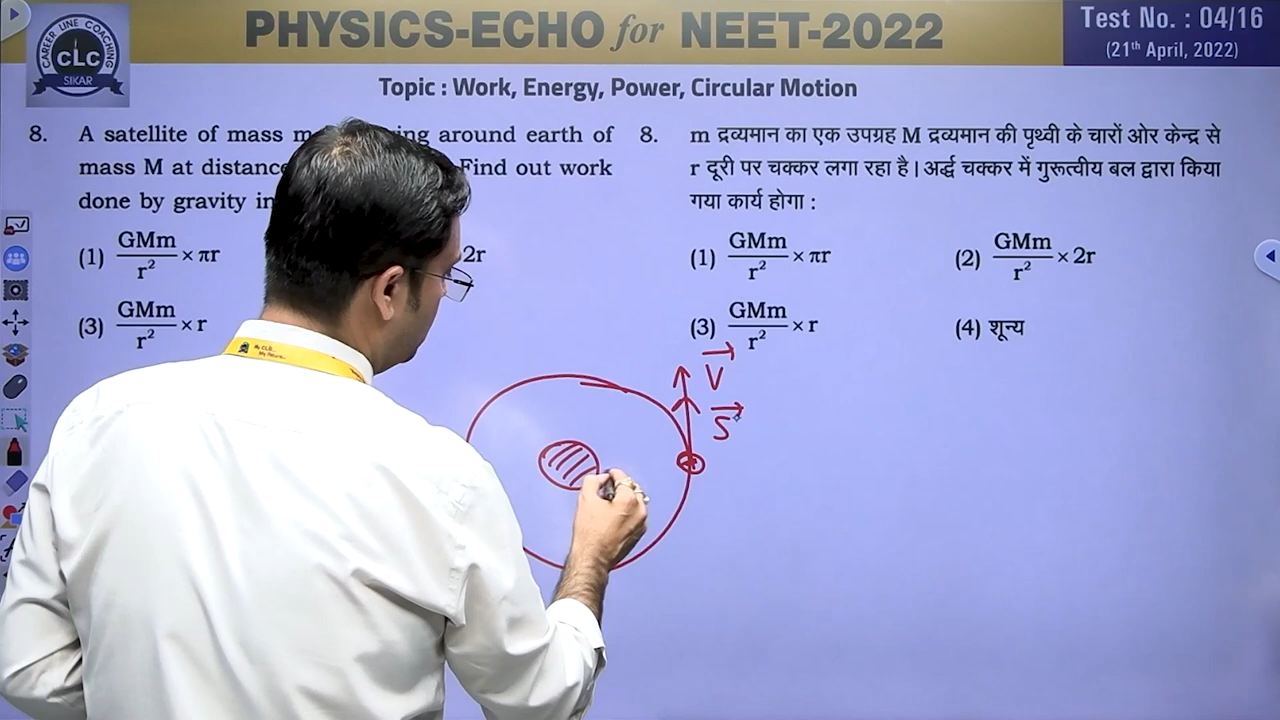 PHYSICS-ECHO for NEET-2022
Test No. : 04/16
(21th April, 2022)
CAREER LINE COACHING
CLC
SIKAR
Topic : Work, Energy, Power, Circular Motion
8. A satellite of mass m ing around earth of
mass M at distance Find out work
done by gravity in
(1) GMm/r² × πr
2r
(3) GMm/r² × r
8. m द्रव्यमान का एक उपग्रह M द्रव्यमान की पृथ्वी के चारों ओर केन्द्र से
r दूरी पर चक्कर लगा रहा है। अर्द्ध चक्कर में गुरूत्वीय बल द्वारा किया
गया कार्य होगा :
(1) GMm/r² × πr
(2) GMm/r² × 2r
(3) GMm/r² × r
(4) शून्य
V
S